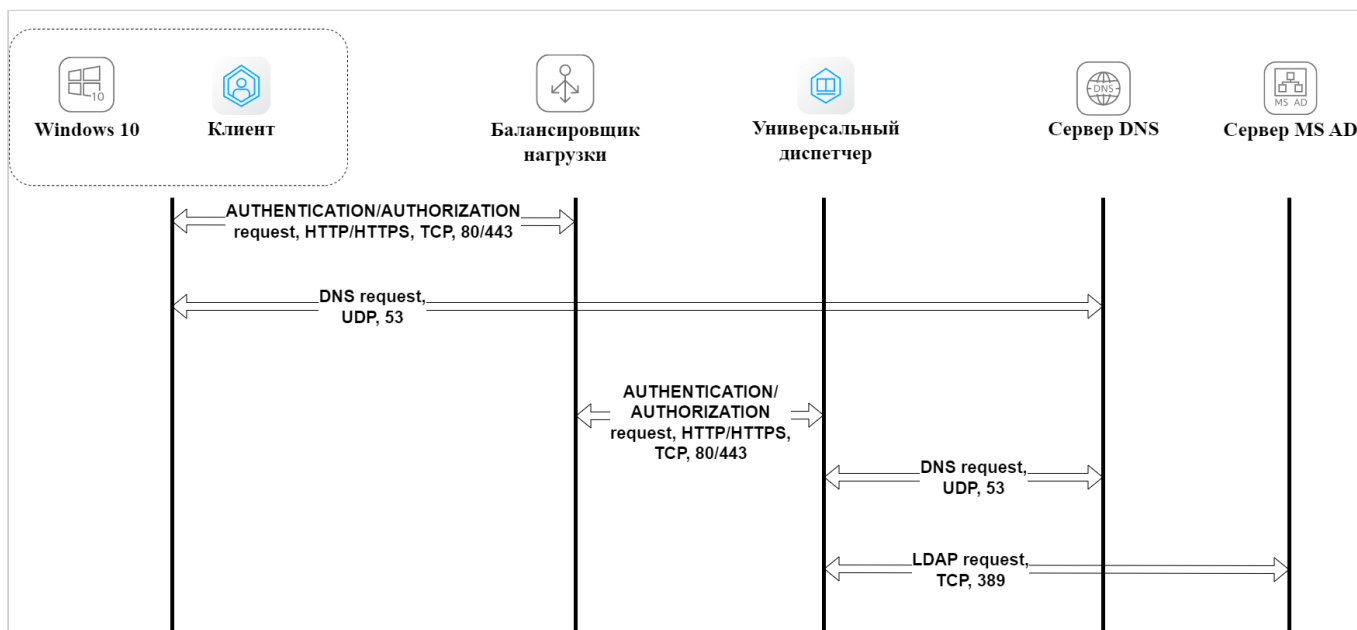 10
DNS
MS AD
Windows 10
Клиент
Балансировщик
нагрузки
Универсальный
диспетчер
Сервер DNS
Сервер MS AD
AUTHENTICATION/AUTHORIZATION
request, HTTP/HTTPS, TCP, 80/443
DNS request,
UDP, 53
AUTHENTICATION/
AUTHORIZATION
request, HTTP/HTTPS,
TCP, 80/443
DNS request,
UDP, 53
LDAP request,
TCP, 389